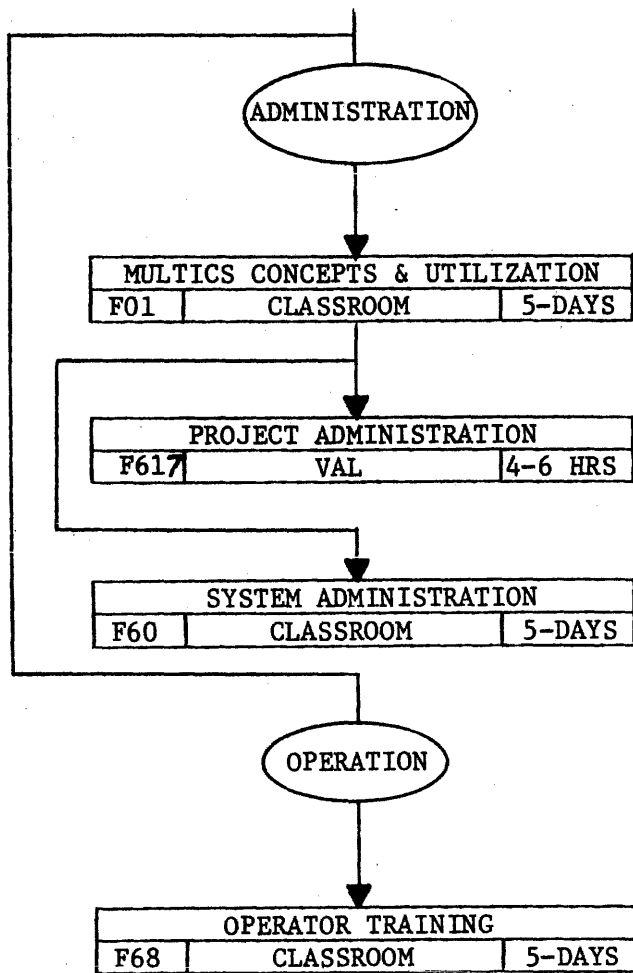 ADMINISTRATION
MULTICS CONCEPTS & UTILIZATION
F01 CLASSROOM 5-DAYS
PROJECT ADMINISTRATION
F617 VAL 4-6 HRS
SYSTEM ADMINISTRATION
F60 CLASSROOM 5-DAYS
OPERATION
OPERATOR TRAINING
F68 CLASSROOM 5-DAYS